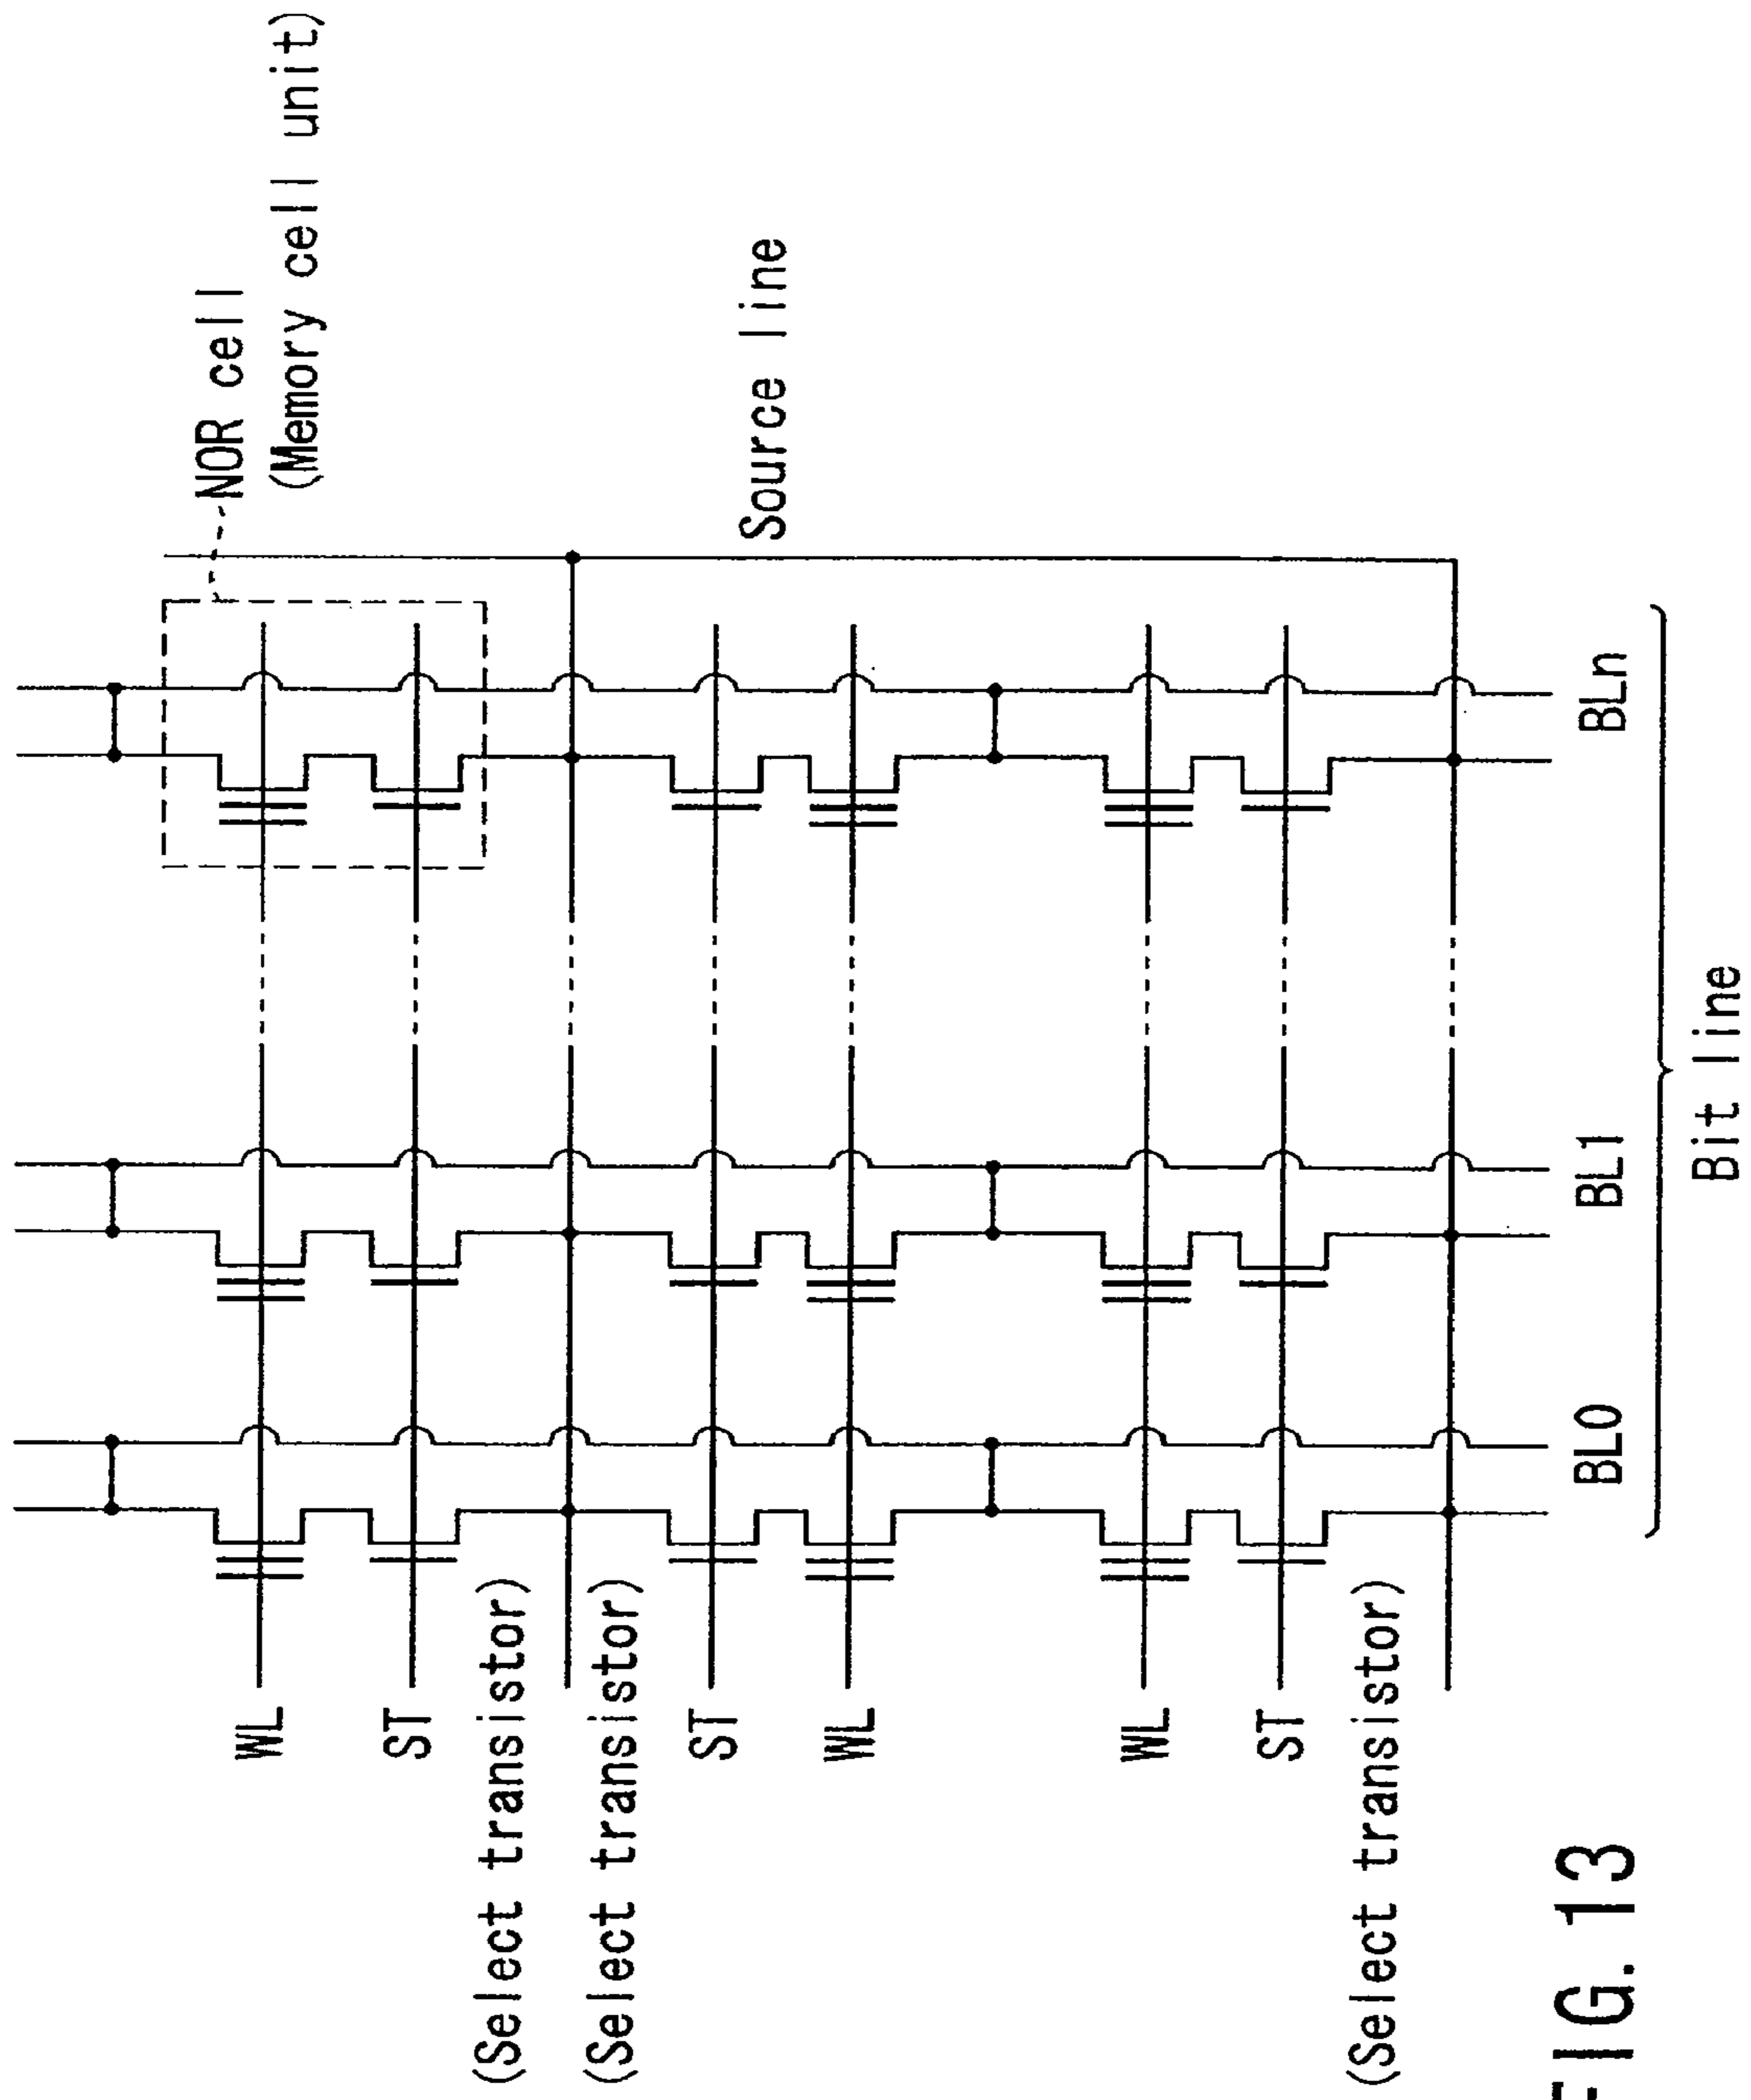 NOR cell
(Memory cell unit)
Source line
WL
ST
(Select transistor)
(Select transistor)
ST
WL
WL
ST
(Select transistor)
BL0
BL1
BLn
Bit line
FIG. 13